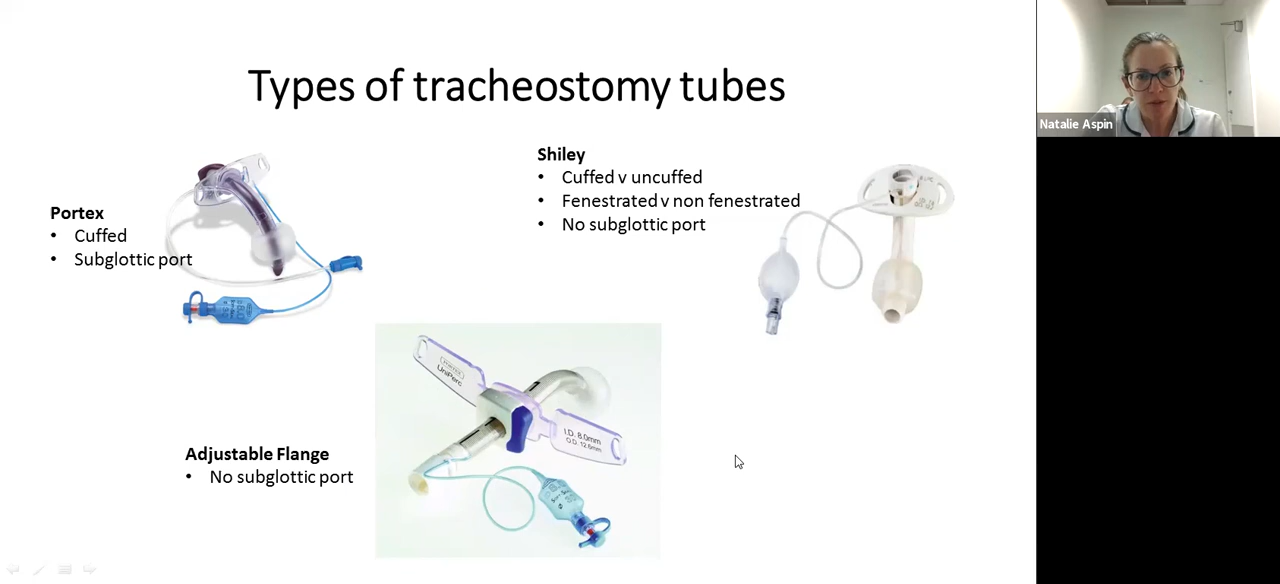 Types of tracheostomy tubes
Natalie Aspin
Shiley
• Cuffed v uncuffed
• Fenestrated v non fenestrated
• No subglottic port
Portex
• Cuffed
• Subglottic port
UniPerc
I.D. 8.0mm
O.D. 12.6mm
Adjustable Flange
• No subglottic port